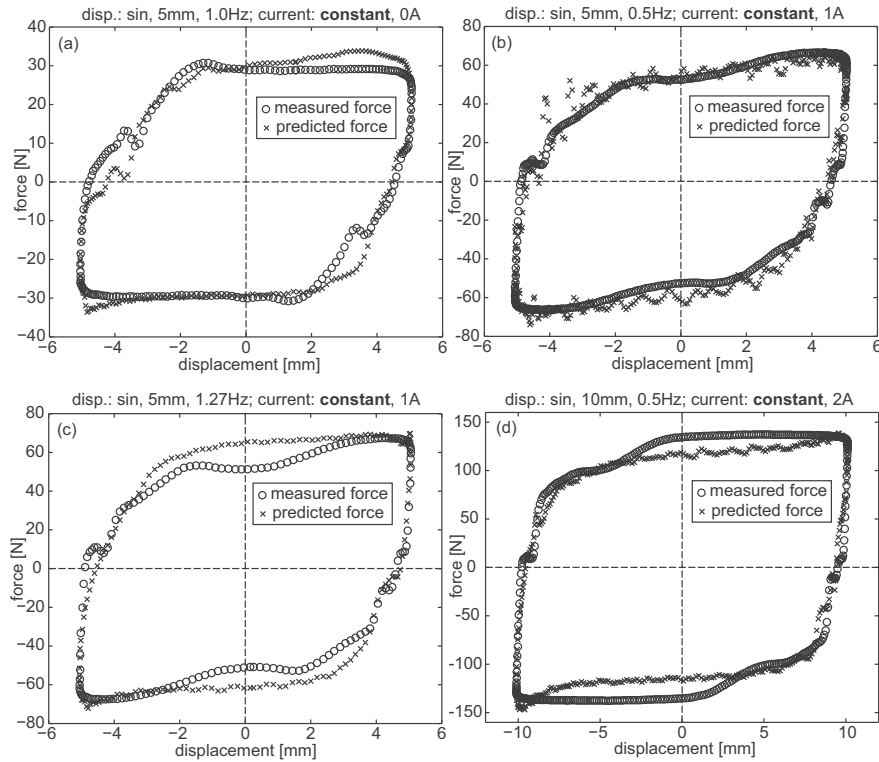 disp.: sin, 5mm, 1.0Hz; current: constant, 0A
(a)
40
30
20
10
0
−10
−20
−30
−40
force [N]
measured force
predicted force
−6
−4
−2
0
2
4
6
displacement [mm]
disp.: sin, 5mm, 0.5Hz; current: constant, 1A
(b)
80
60
40
20
0
−20
−40
−60
−80
force [N]
measured force
predicted force
−6
−4
−2
0
2
4
6
displacement [mm]
disp.: sin, 5mm, 1.27Hz; current: constant, 1A
(c)
80
60
40
20
0
−20
−40
−60
−80
force [N]
measured force
predicted force
−6
−4
−2
0
2
4
6
displacement [mm]
disp.: sin, 10mm, 0.5Hz; current: constant, 2A
(d)
150
100
50
0
−50
−100
−150
force [N]
measured force
predicted force
−10
−5
0
5
10
displacement [mm]